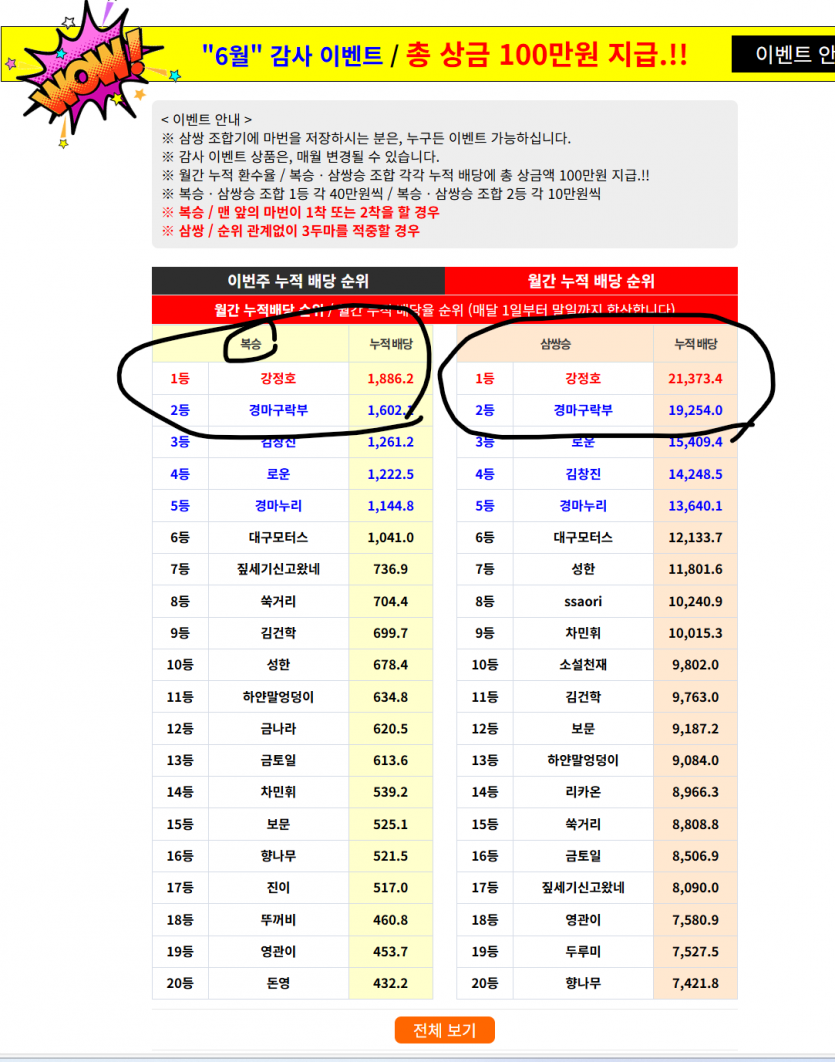 WOW!
"6월" 감사 이벤트 / 총 상금 100만원 지급.!!
이벤트 안
< 이벤트 안내 >
※ 삼쌍 조합기에 마번을 저장하시는 분은, 누구든 이벤트 가능하십니다.
※ 감사 이벤트 상품은, 매월 변경될 수 있습니다.
※ 월간 누적 환수율 / 복승 · 삼쌍승 조합 각각 누적 배당에 총 상금액 100만원 지급.!!
※ 복승 · 삼쌍승 조합 1등 각 40만원씩 / 복승 · 삼쌍승 조합 2등 각 10만원씩
※ 복승 / 맨 앞의 마번이 1착 또는 2착을 할 경우
※ 삼쌍 / 순위 관계없이 3두마를 적중할 경우
이번주 누적 배당 순위 월간 누적 배당 순위
월간 누적배당 순위 / 월간 누적 배당율 순위 (매달 1일부터 말일까지 합산합니다)
복승 누적배당 삼쌍승 누적배당
1등 강정호 1,886.2 1등 강정호 21,373.4
2등 경마구락부 1,602.1 2등 경마구락부 19,254.0
3등 김창진 1,261.2 3등 로운 15,409.4
4등 로운 1,222.5 4등 김창진 14,248.5
5등 경마누리 1,144.8 5등 경마누리 13,640.1
6등 대구모터스 1,041.0 6등 대구모터스 12,133.7
7등 짚세기신고왔네 736.9 7등 성한 11,801.6
8등 쑥거리 704.4 8등 ssaori 10,240.9
9등 김건학 699.7 9등 차민휘 10,015.3
10등 성한 678.4 10등 소설천재 9,802.0
11등 하얀말엉덩이 634.8 11등 김건학 9,763.0
12등 금나라 620.5 12등 보문 9,187.2
13등 금토일 613.6 13등 하얀말엉덩이 9,084.0
14등 차민휘 539.2 14등 리카온 8,966.3
15등 보문 525.1 15등 쑥거리 8,808.8
16등 향나무 521.5 16등 금토일 8,506.9
17등 진이 517.0 17등 짚세기신고왔네 8,090.0
18등 뚜꺼비 460.8 18등 영관이 7,580.9
19등 영관이 453.7 19등 두루미 7,527.5
20등 돈영 432.2 20등 향나무 7,421.8
전체 보기